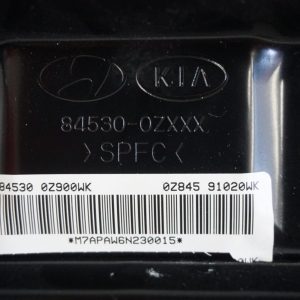 KIA
84530-0ZXXX
>SPFC<
84530 0Z900WK 0Z845 91020WK
*M7APAW6N230015*